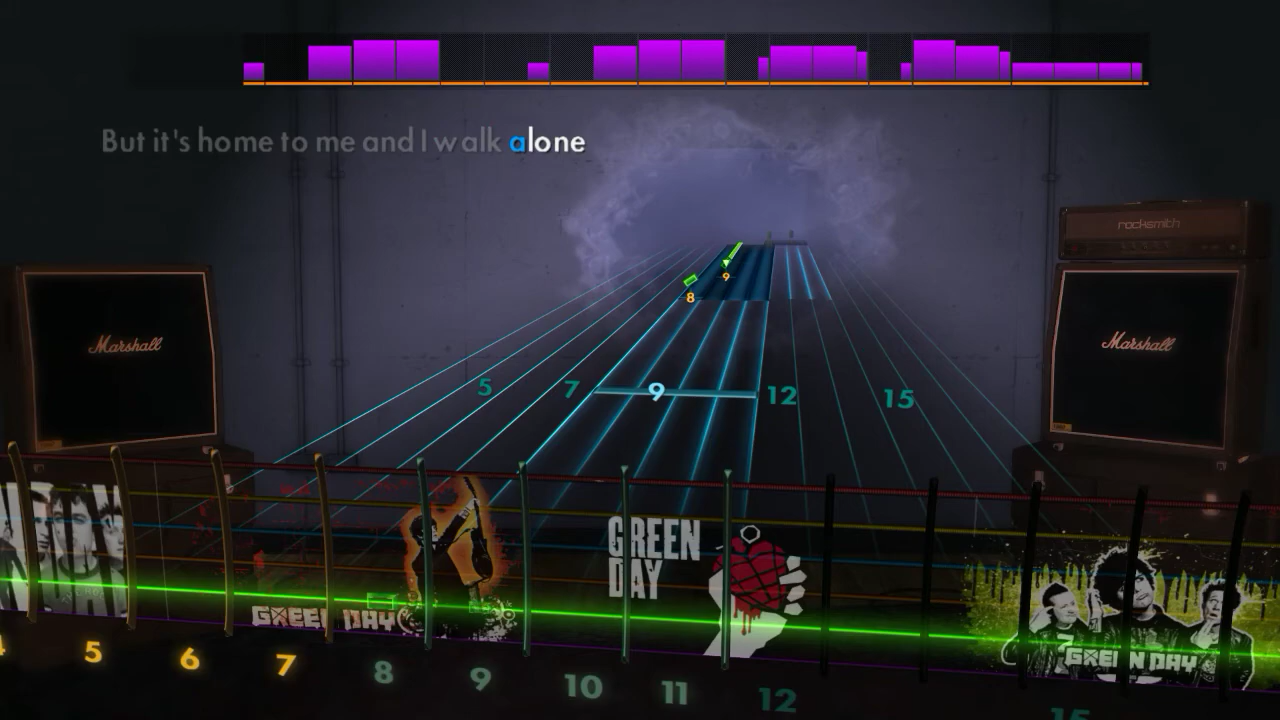 But it's home to me and I walk alone
rocksmith
Marshall
Marshall
9
8
5 7 9 12 15
GREEN
DAY
GREEN DAY
GREEN DAY
5 6 7 8 9 10 11 12 15